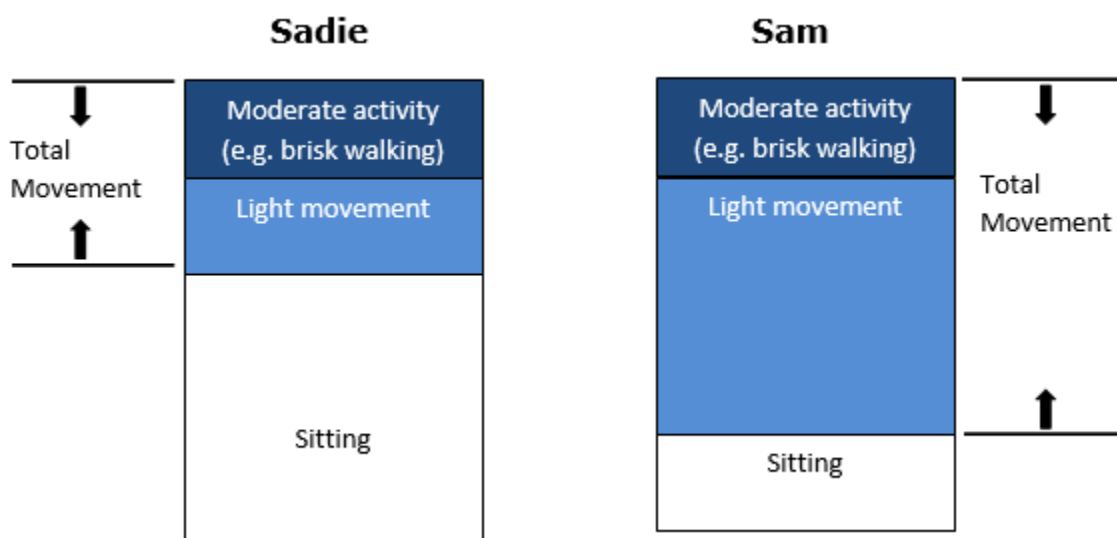 Sadie
Sam
Total
Movement
Moderate activity
(e.g. brisk walking)
Light movement
Sitting
Moderate activity
(e.g. brisk walking)
Light movement
Sitting
Total
Movement